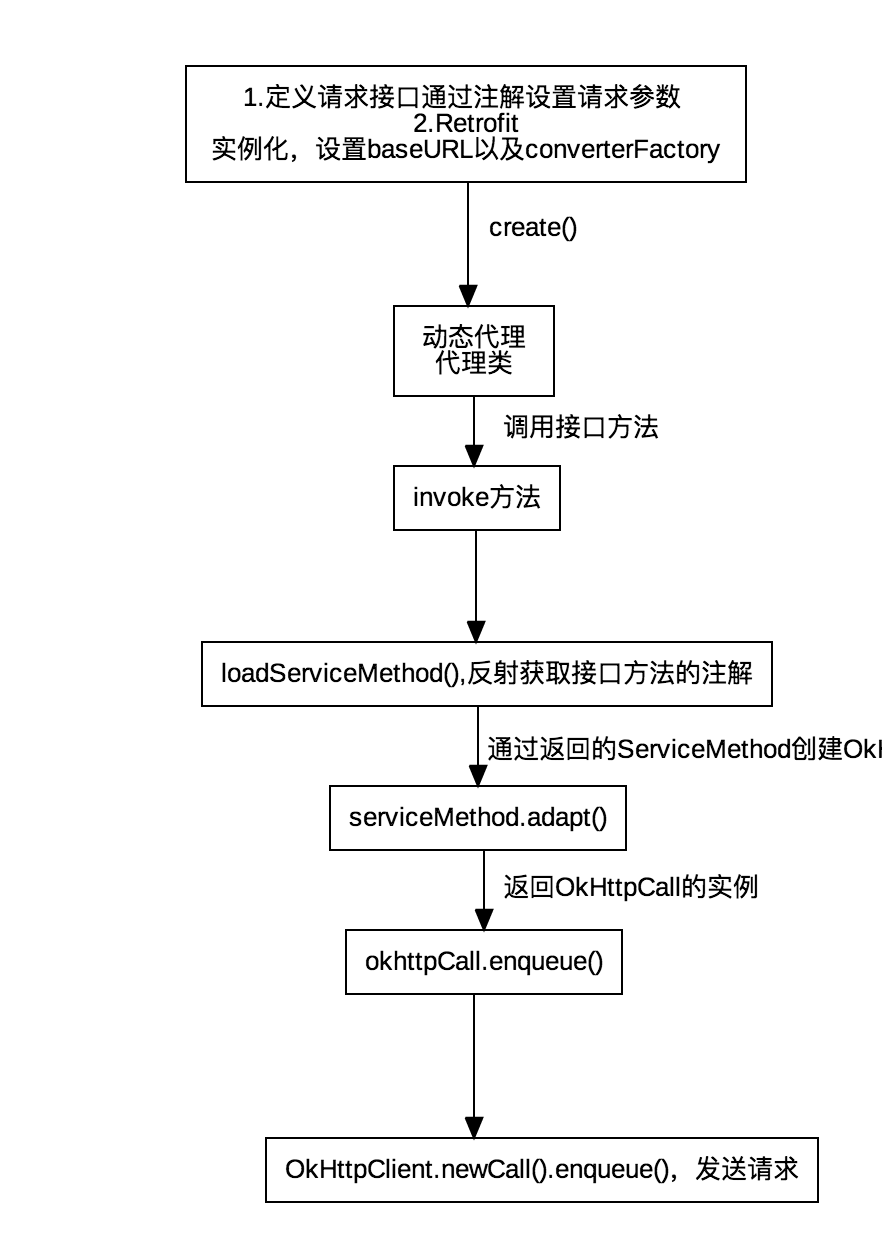 1.定义请求接口通过注解设置请求参数
2.Retrofit
实例化，设置baseURL以及converterFactory
create()
动态代理
代理类
调用接口方法
invoke方法
loadServiceMethod(),反射获取接口方法的注解
通过返回的ServiceMethod创建Ok
serviceMethod.adapt()
返回OkHttpCall的实例
okhttpCall.enqueue()
OkHttpClient.newCall().enqueue()，发送请求